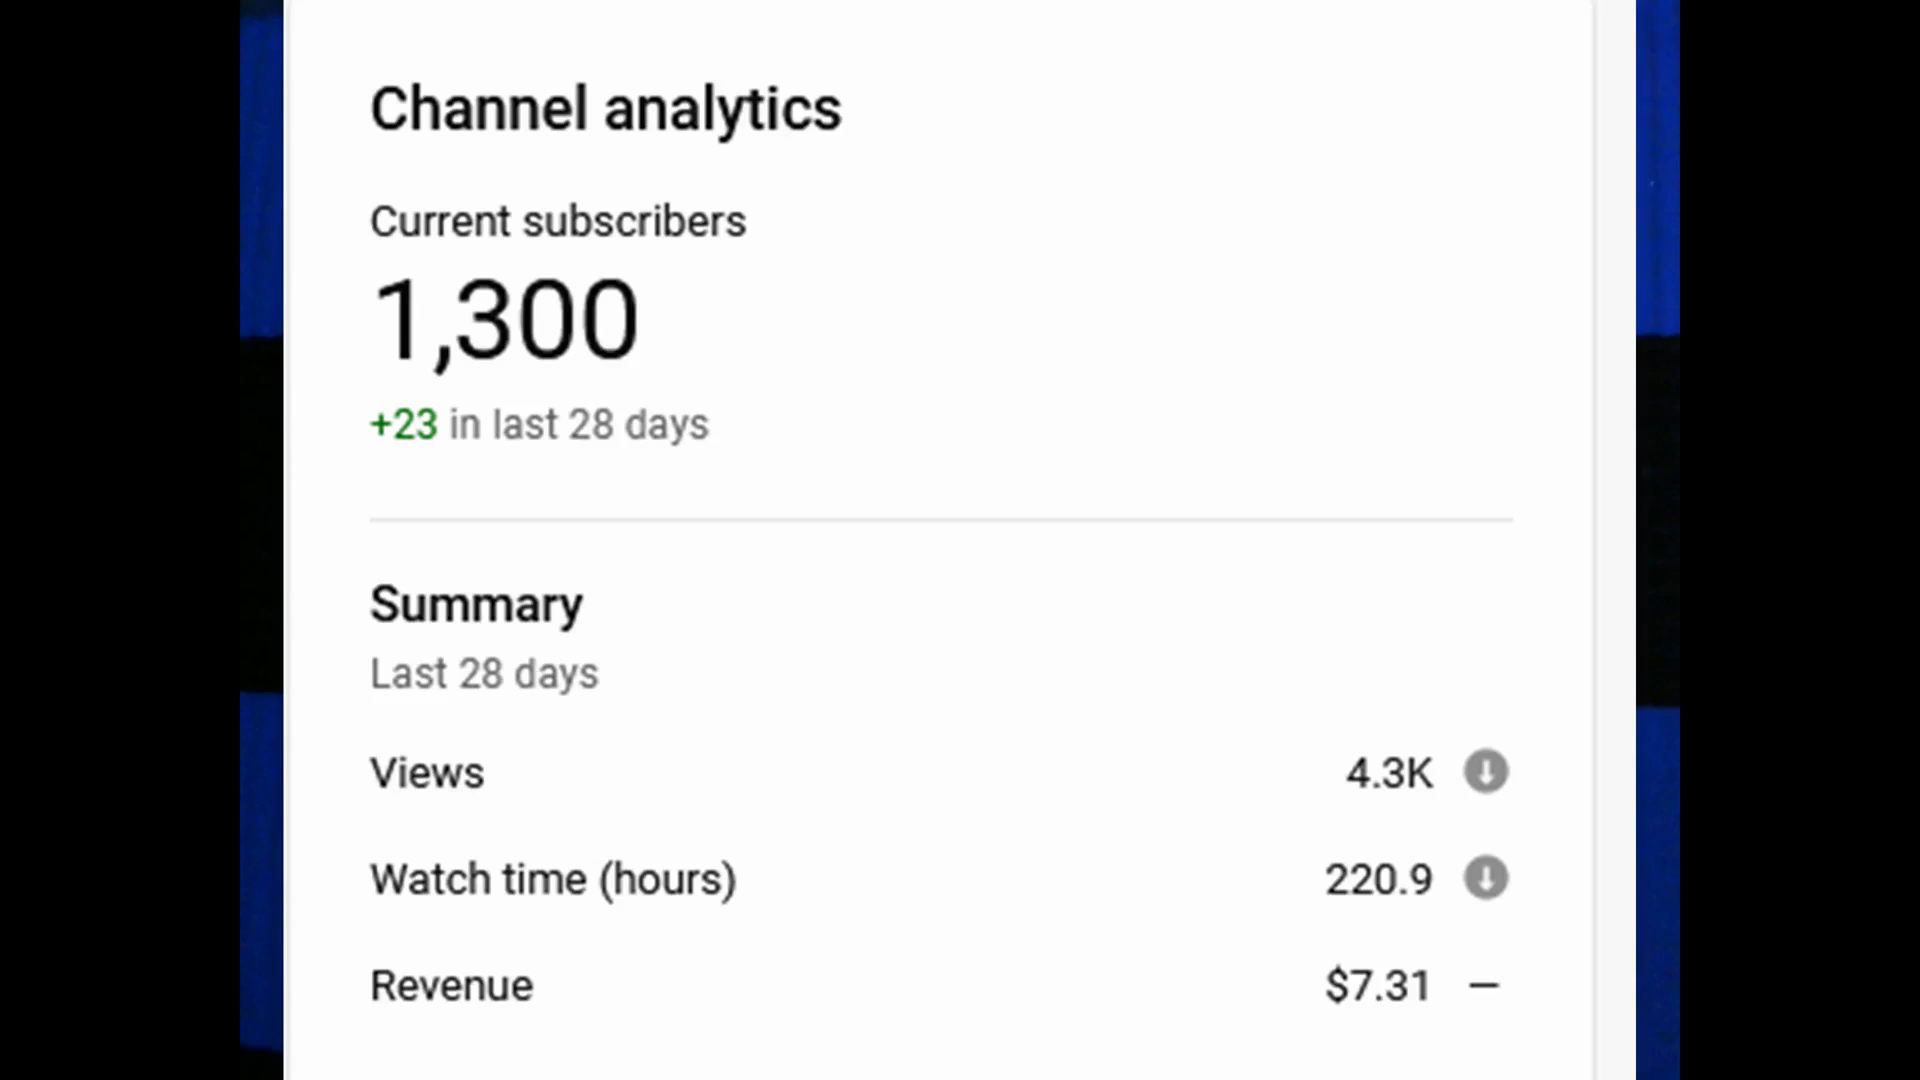 Channel analytics
Current subscribers
1,300
+23 in last 28 days
Summary
Last 28 days
Views 4.3K
Watch time (hours) 220.9
Revenue $7.31 —